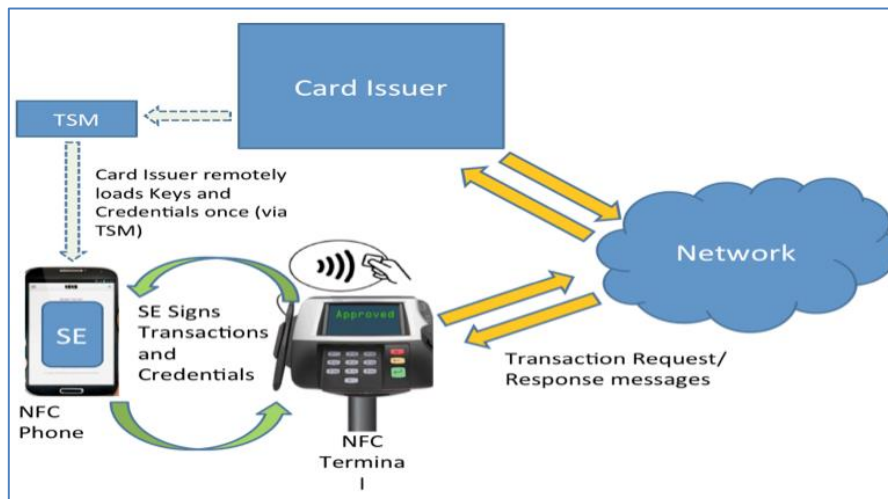 Card Issuer
TSM
Card Issuer remotely
loads Keys and
Credentials once (via
TSM)
Network
SE
SE Signs
Transactions
and
Credentials
Approved
Transaction Request/
Response messages
NFC
Phone
NFC
Termina
l